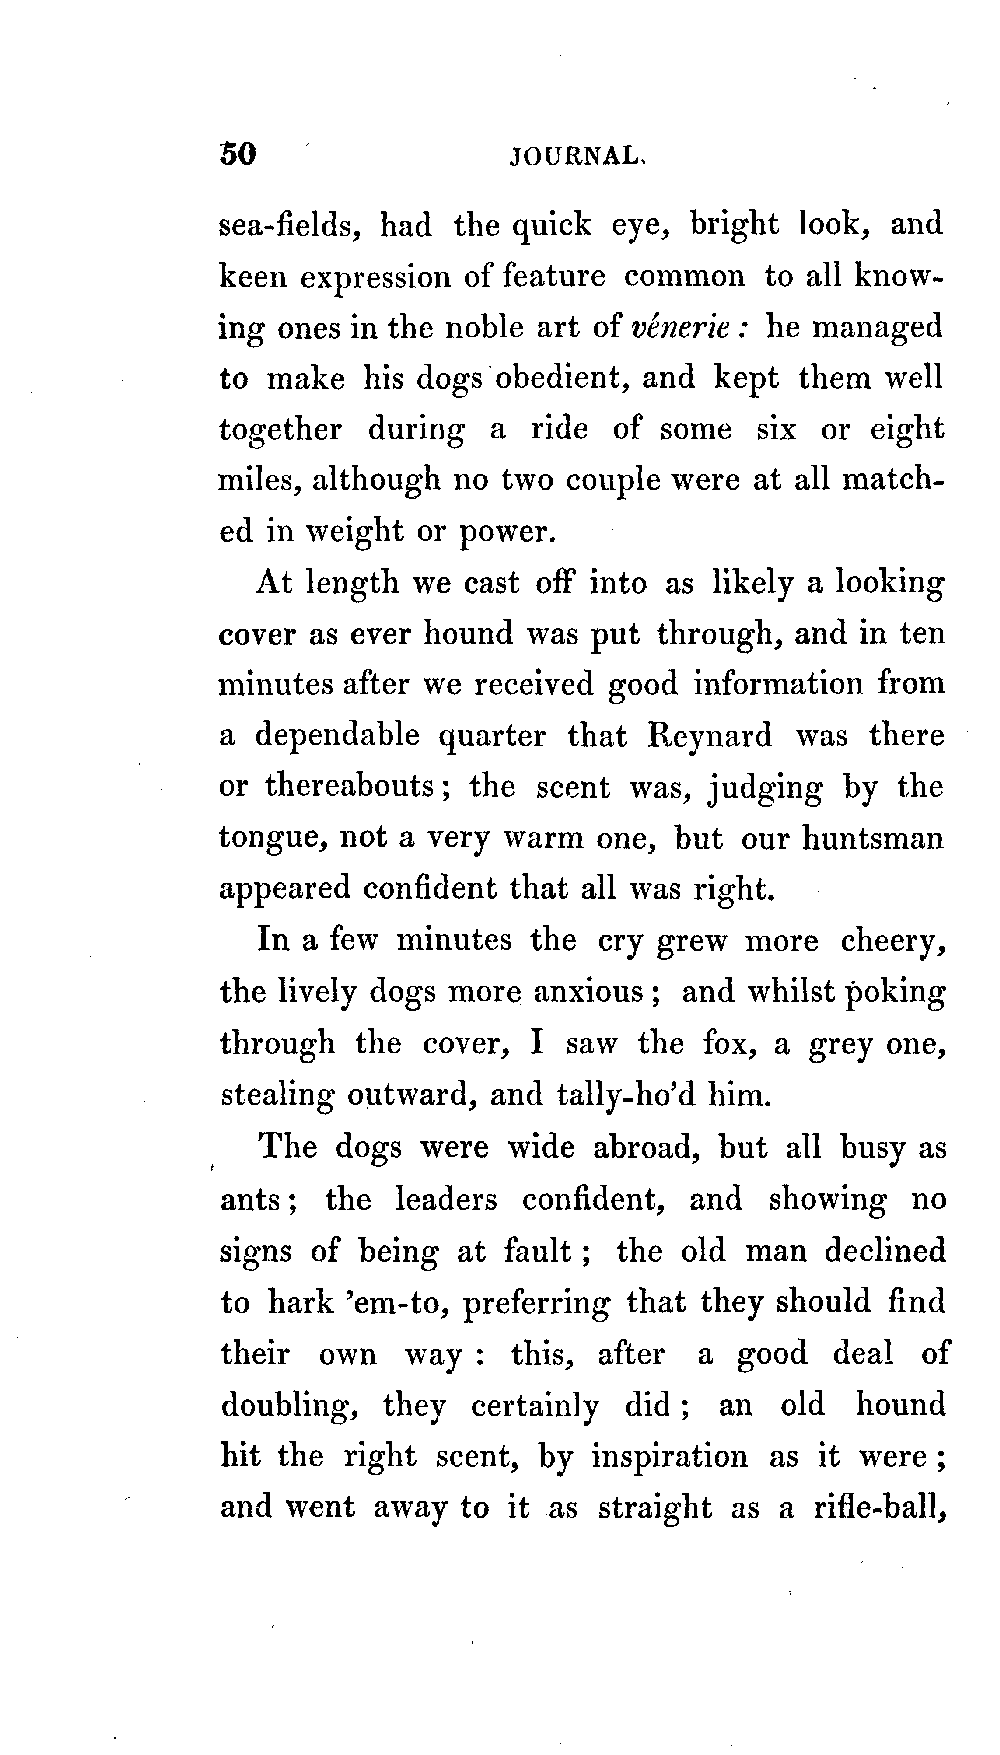 50 JOURNAL.
sea-fields, had the quick eye, bright look, and
keen expression of feature common to all know-
ing ones in the noble art of vénerie : he managed
to make his dogs obedient, and kept them well
together during a ride of some six or eight
miles, although no two couple were at all match-
ed in weight or power.
At length we cast off into as likely a looking
cover as ever hound was put through, and in ten
minutes after we received good information from
a dependable quarter that Reynard was there
or thereabouts ; the scent was, judging by the
tongue, not a very warm one, but our huntsman
appeared confident that all was right.
In a few minutes the cry grew more cheery,
the lively dogs more anxious ; and whilst poking
through the cover, I saw the fox, a grey one,
stealing outward, and tally-ho'd him.
The dogs were wide abroad, but all busy as
ants ; the leaders confident, and showing no
signs of being at fault ; the old man declined
to hark 'em-to, preferring that they should find
their own way : this, after a good deal of
doubling, they certainly did ; an old hound
hit the right scent, by inspiration as it were ;
and went away to it as straight as a rifle-ball,